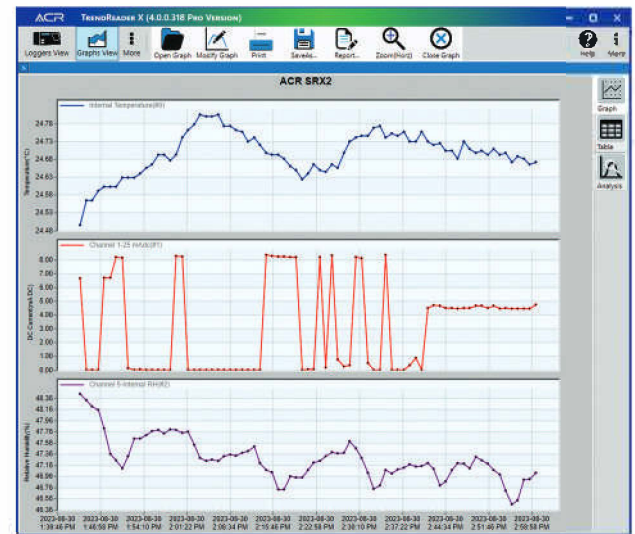 ACR TRENDREADER X (4.0.0.318 PRO VERSION)
Loggers View Graphs View More Open Graph Modify Graph Print SaveAs... Report... Zoom(Horz) Close Graph Help More
ACR SRX2
Graph
Table
Analysis
Internal Temperature(#0)
Temperature(°C)
24.78
24.73
24.68
24.63
24.58
24.53
24.48
Channel 1-25 mAdc(#1)
DC Current(mA DC)
8.00
7.00
6.00
5.00
4.00
3.00
2.00
1.00
0.00
Channel 5-Internal RH(#2)
Relative Humidity(%)
48.36
48.16
47.96
47.76
47.56
47.36
47.16
46.96
46.76
46.56
46.36
2023-08-30 2023-08-30 2023-08-30 2023-08-30 2023-08-30 2023-08-30 2023-08-30 2023-08-30 2023-08-30 2023-08-30 2023-08-30 2023-08-30
1:39:46 PM 1:46:58 PM 1:54:10 PM 2:01:22 PM 2:08:34 PM 2:15:46 PM 2:22:58 PM 2:30:10 PM 2:37:22 PM 2:44:34 PM 2:51:46 PM 2:58:58 PM